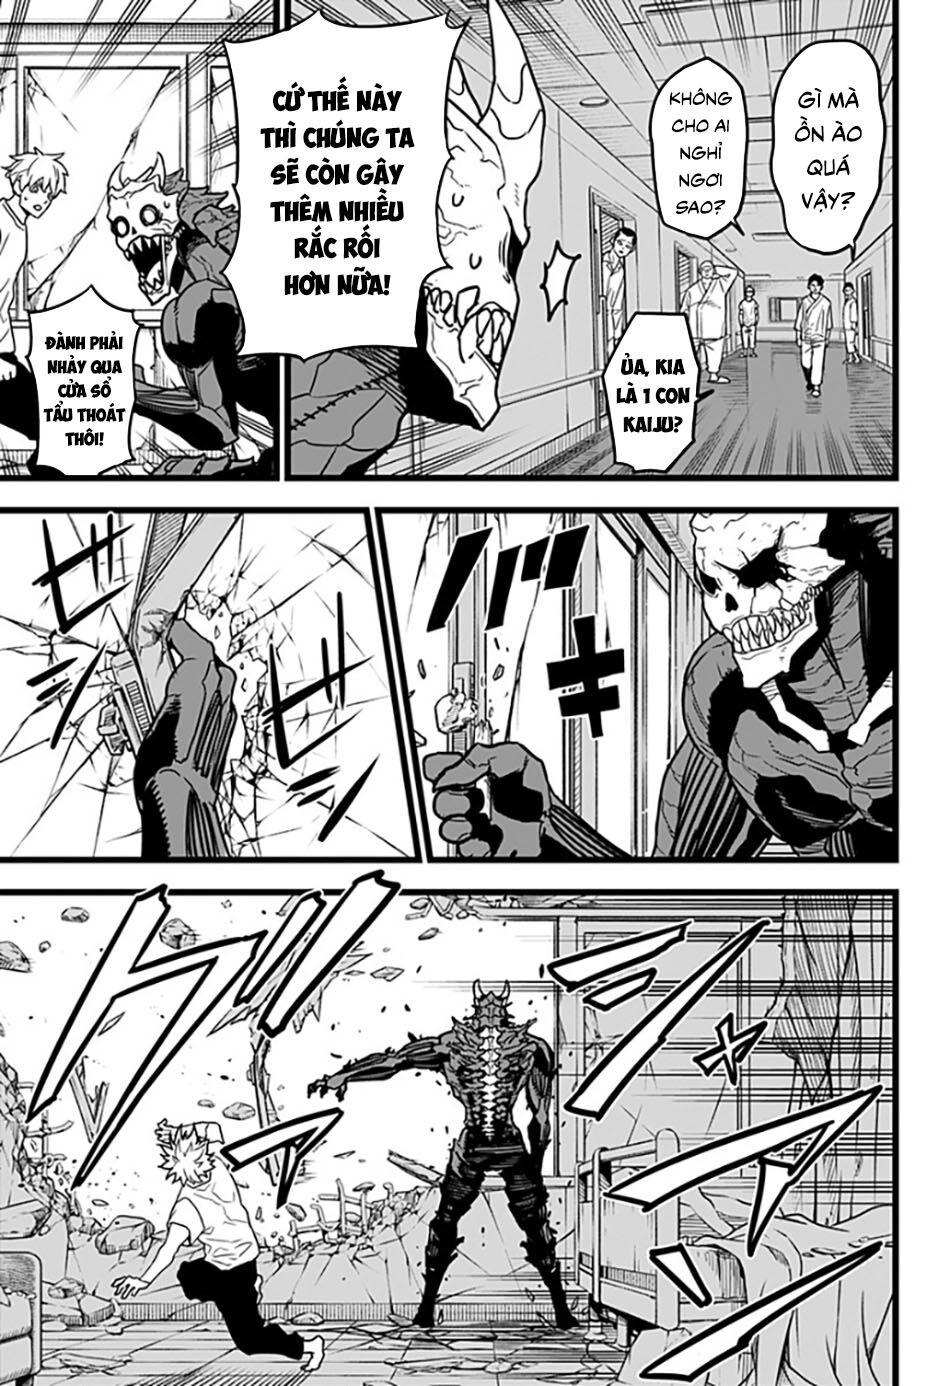 GÌ MÀ
ỒN ÀO
QUÁ
VẬY?
KHÔNG
CHO AI
NGHỈ
NGƠI
SAO?
ỦA, KIA
LÀ 1 CON
KAIJU?
CỨ THẾ NÀY
THÌ CHÚNG TA
SẼ CÒN GÂY
THÊM NHIỀU
RẮC RỐI
HƠN NỮA!
ĐÀNH PHẢI
NHẢY QUA
CỬA SỔ
TẨU THOÁT
THÔI!